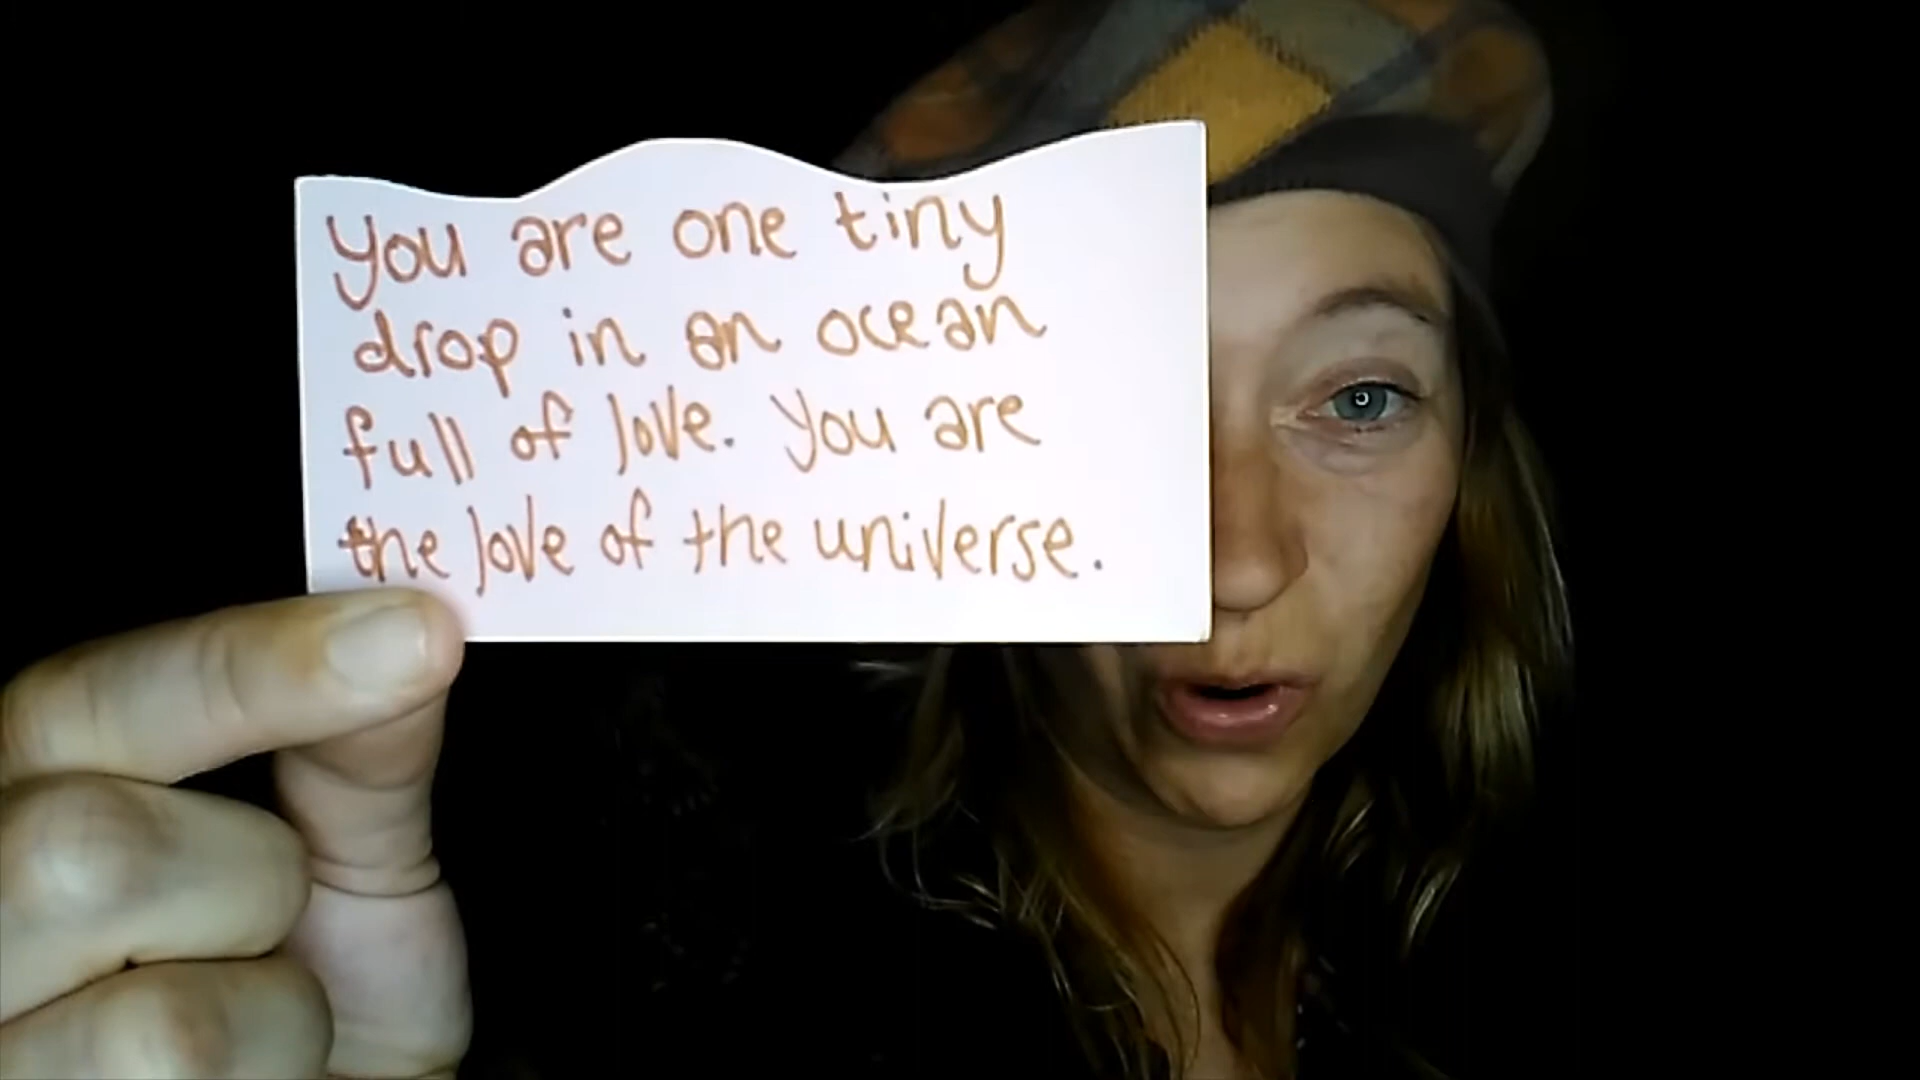 you are one tiny
drop in an ocean
full of love. you are
the love of the universe.